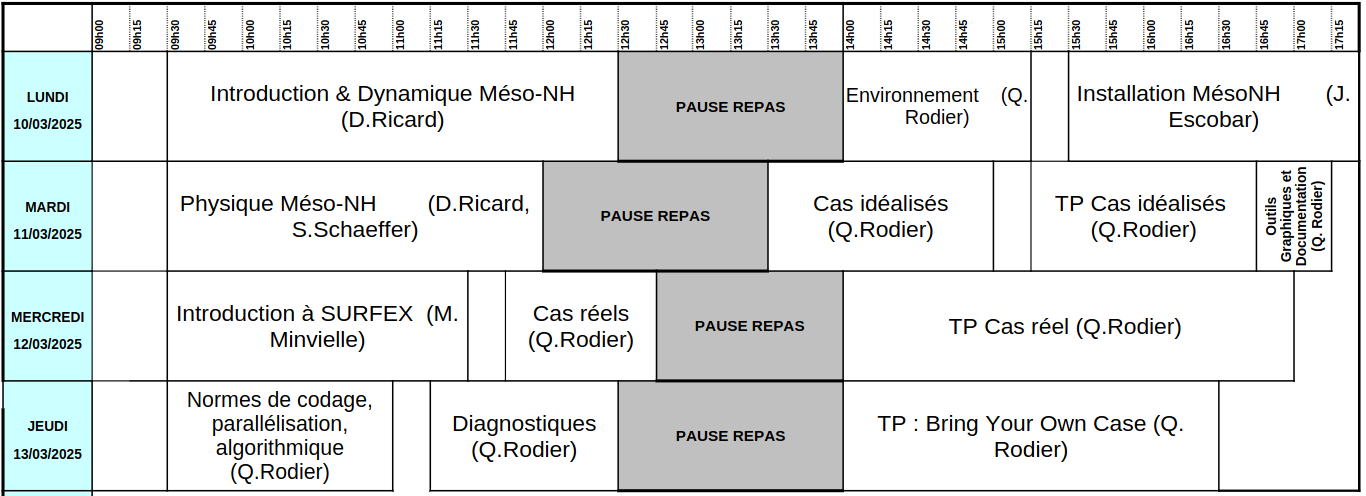 09h00 09h15 09h30 09h45 10h00 10h15 10h30 10h45 11h00 11h15 11h30 11h45 12h00 12h15 12h30 12h45 13h00 13h15 13h30 13h45 14h00 14h15 14h30 14h45 15h00 15h15 15h30 15h45 16h00 16h15 16h30 16h45 17h00 17h15
LUNDI
10/03/2025
Introduction & Dynamique Méso-NH
(D.Ricard)
PAUSE REPAS
Environnement (Q.
Rodier)
Installation MésoNH (J.
Escobar)
MARDI
11/03/2025
Physique Méso-NH (D.Ricard,
S.Schaeffer)
PAUSE REPAS
Cas idéalisés
(Q.Rodier)
TP Cas idéalisés
(Q.Rodier)
Outils
Graphiques et
Documentation
(Q. Rodier)
MERCREDI
12/03/2025
Introduction à SURFEX (M.
Minvielle)
Cas réels
(Q.Rodier)
PAUSE REPAS
TP Cas réel (Q.Rodier)
JEUDI
13/03/2025
Normes de codage,
parallélisation,
algorithmique
(Q.Rodier)
Diagnostiques
(Q.Rodier)
PAUSE REPAS
TP : Bring Your Own Case (Q.
Rodier)